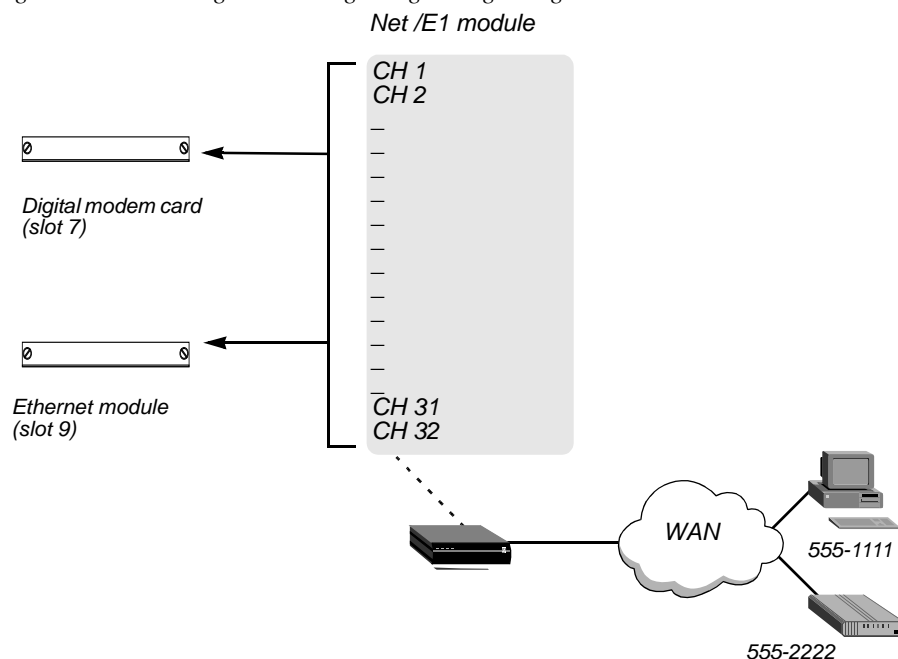 Net /E1 module
CH 1
CH 2
–
–
–
–
–
–
–
–
–
–
–
–
CH 31
CH 32
Digital modem card
(slot 7)
Ethernet module
(slot 9)
WAN
555-1111
555-2222